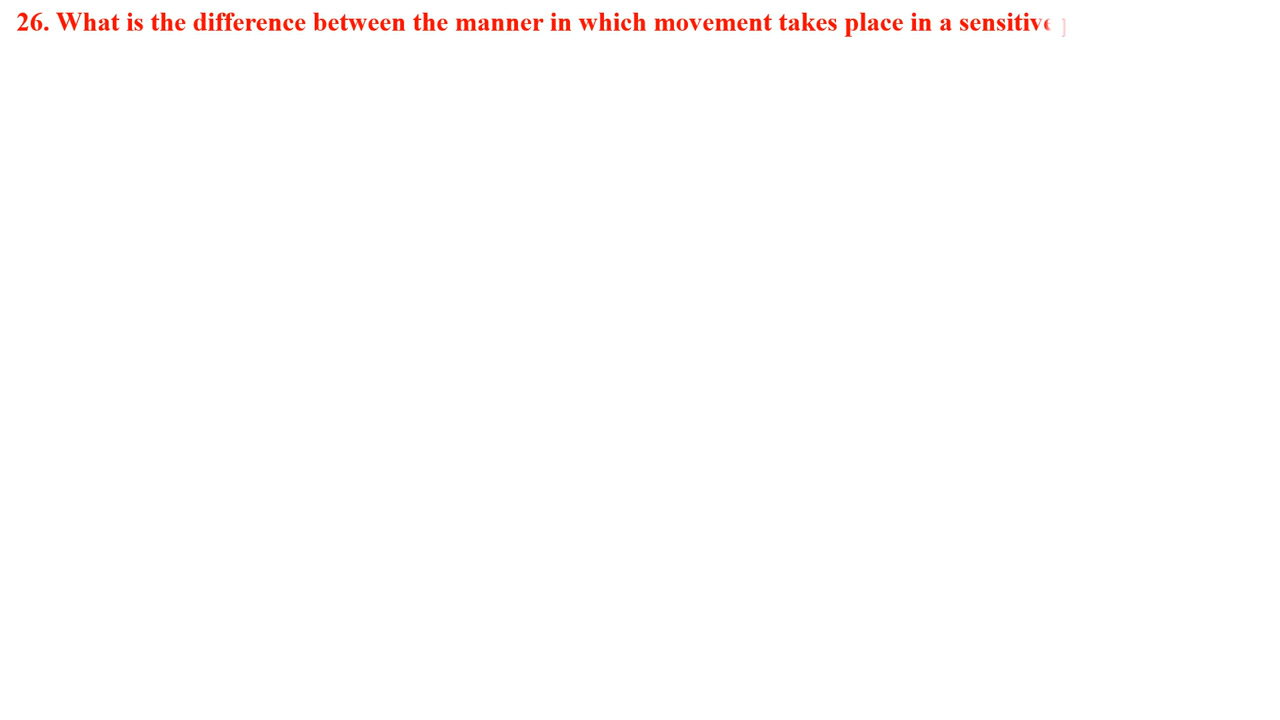 26. What is the difference between the manner in which movement takes place in a sensitive